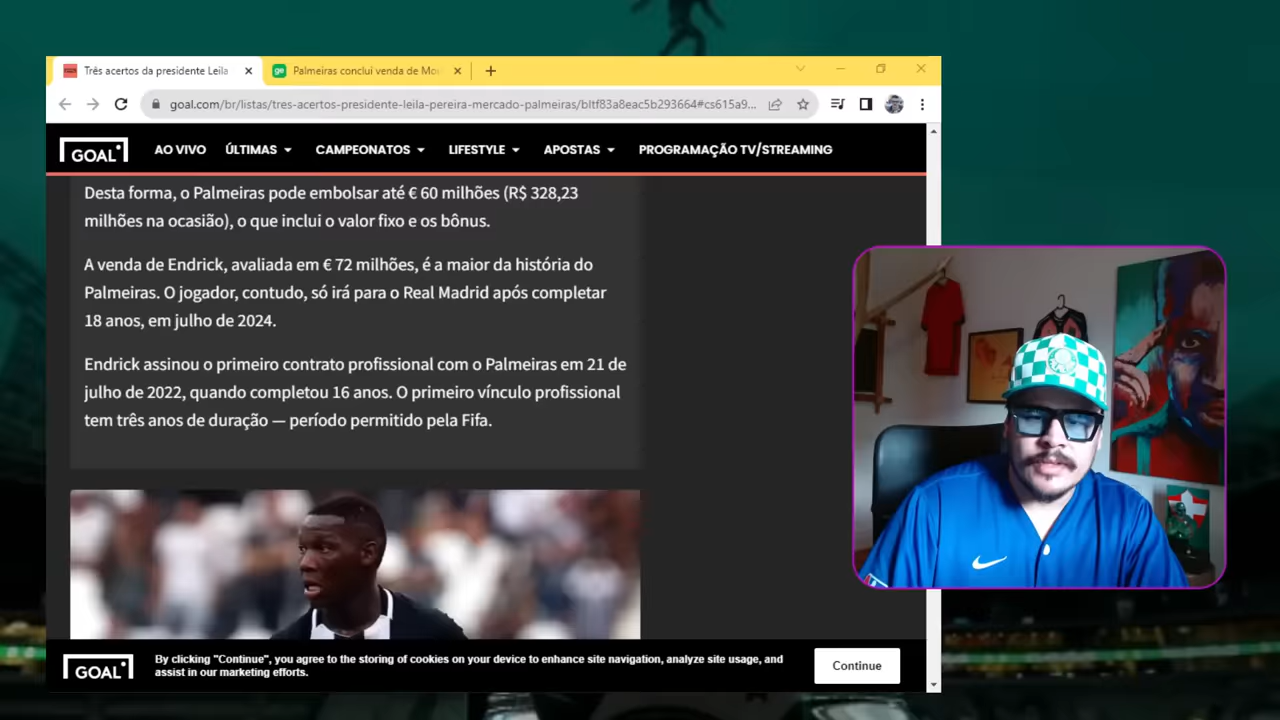 Três acertos da presidente Leila
Palmeiras conclui venda de Mou
goal.com/br/listas/tres-acertos-presidente-leila-pereira-mercado-palmeiras/bltf83a8eac5b293664#cs615a9...
GOAL
AO VIVO ÚLTIMAS CAMPEONATOS LIFESTYLE APOSTAS PROGRAMAÇÃO TV/STREAMING
Desta forma, o Palmeiras pode embolsar até € 60 milhões (R$ 328,23
milhões na ocasião), o que inclui o valor fixo e os bônus.
A venda de Endrick, avaliada em € 72 milhões, é a maior da história do
Palmeiras. O jogador, contudo, só irá para o Real Madrid após completar
18 anos, em julho de 2024.
Endrick assinou o primeiro contrato profissional com o Palmeiras em 21 de
julho de 2022, quando completou 16 anos. O primeiro vínculo profissional
tem três anos de duração — período permitido pela Fifa.
GOAL
By clicking "Continue", you agree to the storing of cookies on your device to enhance site navigation, analyze site usage, and
assist in our marketing efforts.
Continue